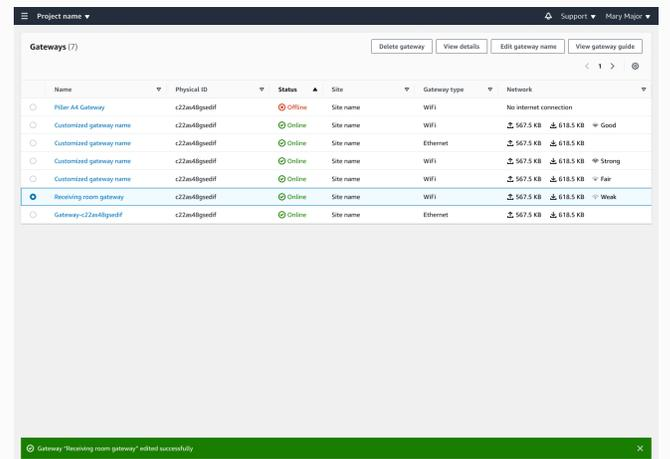 Project name Support Mary Major
Gateways (7) Delete gateway View details Edit gateway name View gateway guide
1
Name Physical ID Status Site Gateway type Network
Pillar A4 Gateway c22as48gsedif Offline Site name WiFi No internet connection
Customized gateway name c22as48gsedif Online Site name WiFi 567.5 KB 618.5 KB Good
Customized gateway name c22as48gsedif Online Site name Ethernet 567.5 KB 618.5 KB
Customized gateway name c22as48gsedif Online Site name WiFi 567.5 KB 618.5 KB Strong
Customized gateway name c22as48gsedif Online Site name WiFi 567.5 KB 618.5 KB Fair
Receiving room gateway c22as48gsedif Online Site name WiFi 567.5 KB 618.5 KB Weak
Gateway-c22as48gsedif c22as48gsedif Online Site name Ethernet 567.5 KB 618.5 KB
Gateway "Receiving room gateway" edited successfully